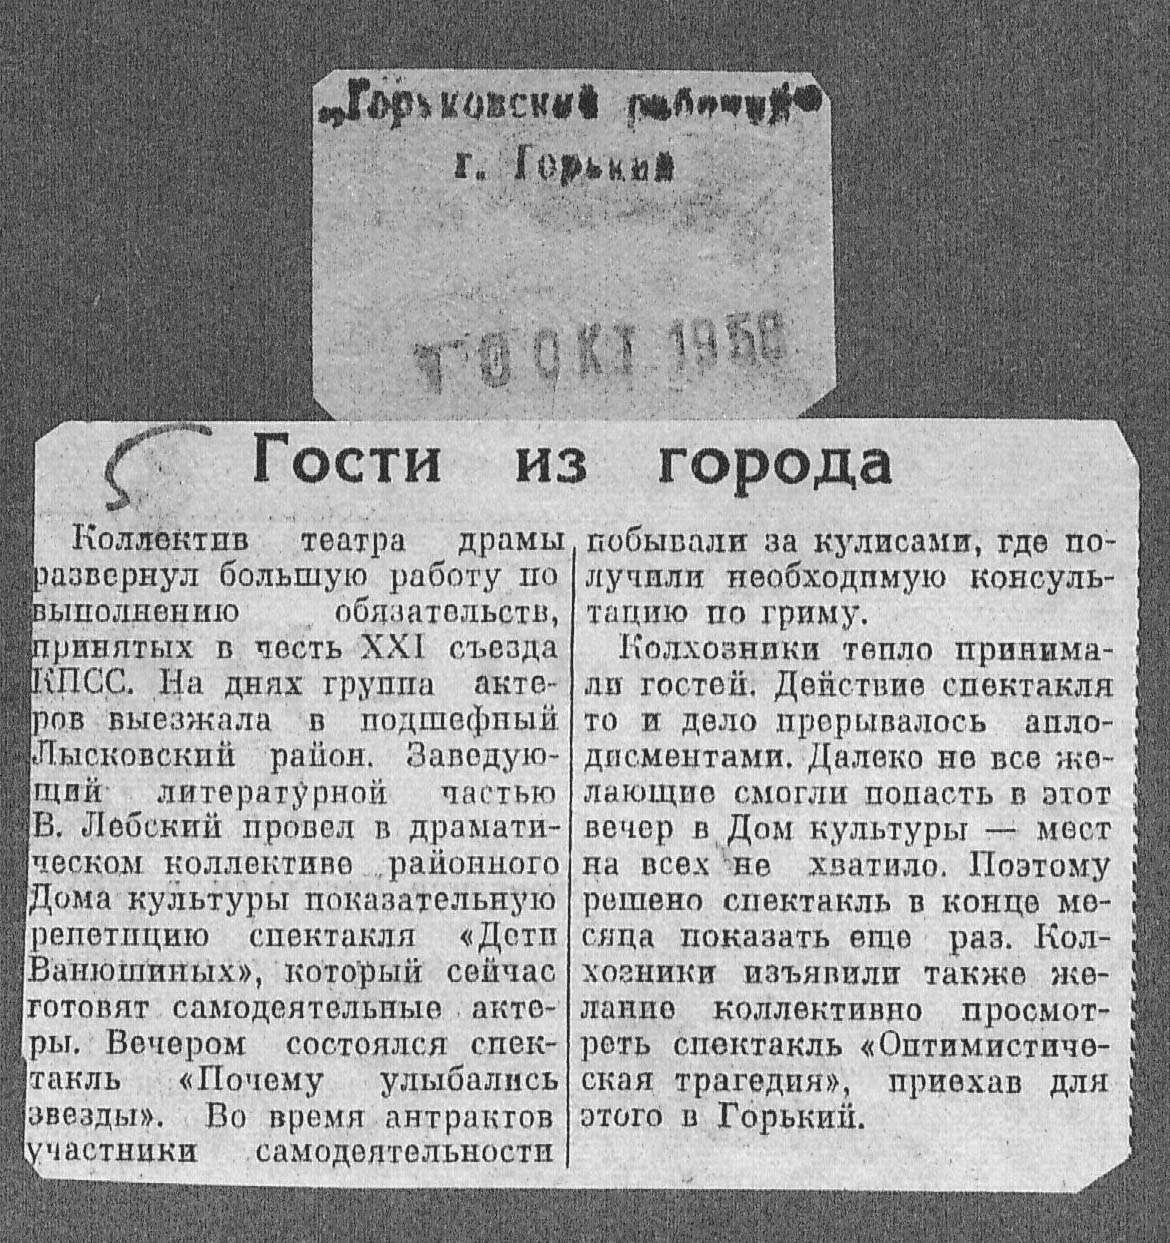 „Горьковский рабочий"
г. Горький
10 ОКТ 1958
Гости из города
Коллектив театра драмы
развернул большую работу по
выполнению обязательств,
принятых в честь XXI съезда
КПСС. На днях группа акте-
ров выезжала в подшефный
Лысковский район. Заведую-
щий литературной частью
В. Лебский провел в драмати-
ческом коллективе районного
Дома культуры показательную
репетицию спектакля «Дети
Ванюшиных», который сейчас
готовят самодеятельные акте-
ры. Вечером состоялся спек-
такль «Почему улыбались
звезды». Во время антрактов
участники самодеятельности
побывали за кулисами, где по-
лучили необходимую консуль-
тацию по гриму.
Колхозники тепло принима-
ли гостей. Действие спектакля
то и дело прерывалось апло-
дисментами. Далеко не все же-
лающие смогли попасть в этот
вечер в Дом культуры — мест
на всех не хватило. Поэтому
решено спектакль в конце ме-
сяца показать еще раз. Кол-
хозники изъявили также же-
лание коллективно просмот-
реть спектакль «Оптимистиче-
ская трагедия», приехав для
этого в Горький.